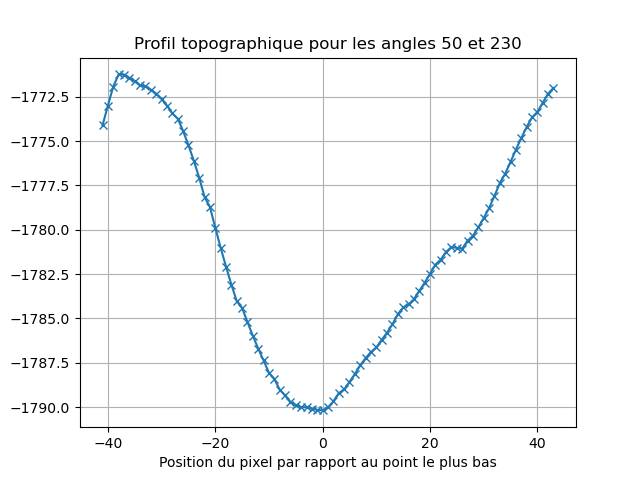 Profil topographique pour les angles 50 et 230
−1772.5
−1775.0
−1777.5
−1780.0
−1782.5
−1785.0
−1787.5
−1790.0
−40 −20 0 20 40
Position du pixel par rapport au point le plus bas